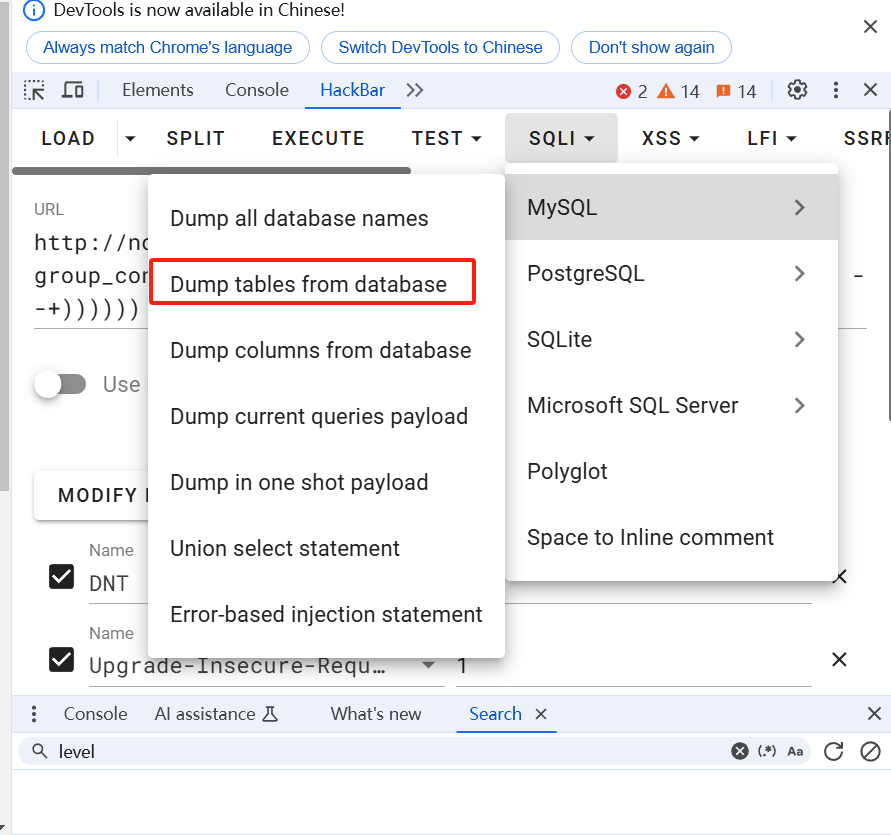 DevTools is now available in Chinese!
Always match Chrome's language Switch DevTools to Chinese Don't show again
Elements Console HackBar 2 14 14
LOAD SPLIT EXECUTE TEST SQLI XSS LFI SSRF
URL
http://no
group_con -
-+))))))
Use
MODIFY
Dump all database names
Dump tables from database
Dump columns from database
Dump current queries payload
Dump in one shot payload
Union select statement
Error-based injection statement
MySQL
PostgreSQL
SQLite
Microsoft SQL Server
Polyglot
Space to Inline comment
Name
DNT
Name
Upgrade-Insecure-Requ… 1
Console AI assistance What's new Search
level (.*) Aa